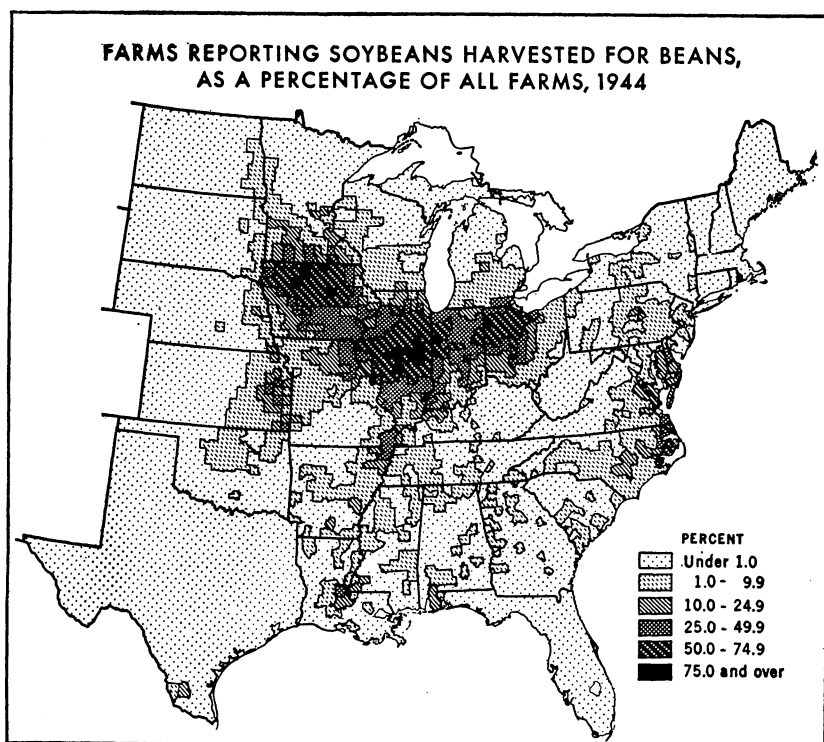 FARMS REPORTING SOYBEANS HARVESTED FOR BEANS,
AS A PERCENTAGE OF ALL FARMS, 1944
PERCENT
Under 1.0
1.0 - 9.9
10.0 - 24.9
25.0 - 49.9
50.0 - 74.9
75.0 and over